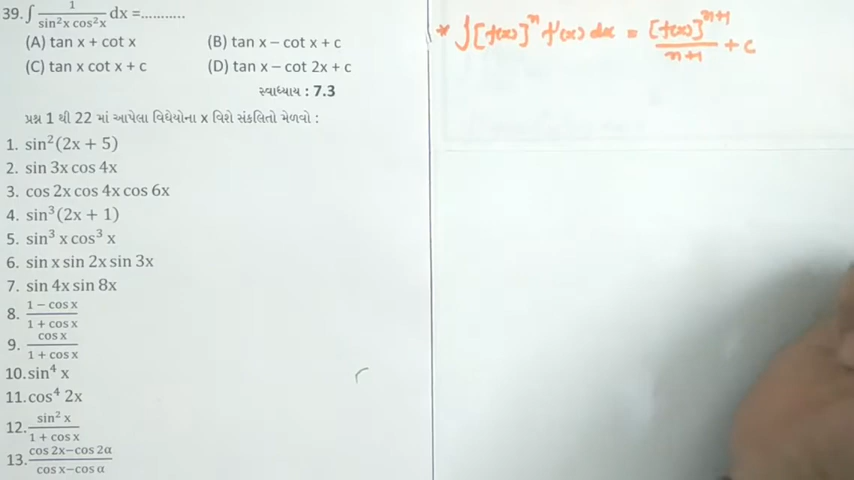 39. ∫ 1/(sin²x cos²x) dx =...........
(A) tan x + cot x (B) tan x − cot x + c
(C) tan x cot x + c (D) tan x − cot 2x + c
સ્વાધ્યાય : 7.3
પ્રશ્ન 1 થી 22 માં આપેલા વિધેયોના x વિશે સંકલિતો મેળવો :
1. sin²(2x + 5)
2. sin 3x cos 4x
3. cos 2x cos 4x cos 6x
4. sin³(2x + 1)
5. sin³ x cos³ x
6. sin x sin 2x sin 3x
7. sin 4x sin 8x
8. (1 − cos x)/(1 + cos x)
9. cos x/(1 + cos x)
10. sin⁴ x
11. cos⁴ 2x
12. sin² x/(1 + cos x)
13. (cos 2x−cos 2α)/(cos x−cos α)
* ∫[f(x)]ⁿ f'(x) dx = [f(x)]ⁿ⁺¹/(n+1) + c